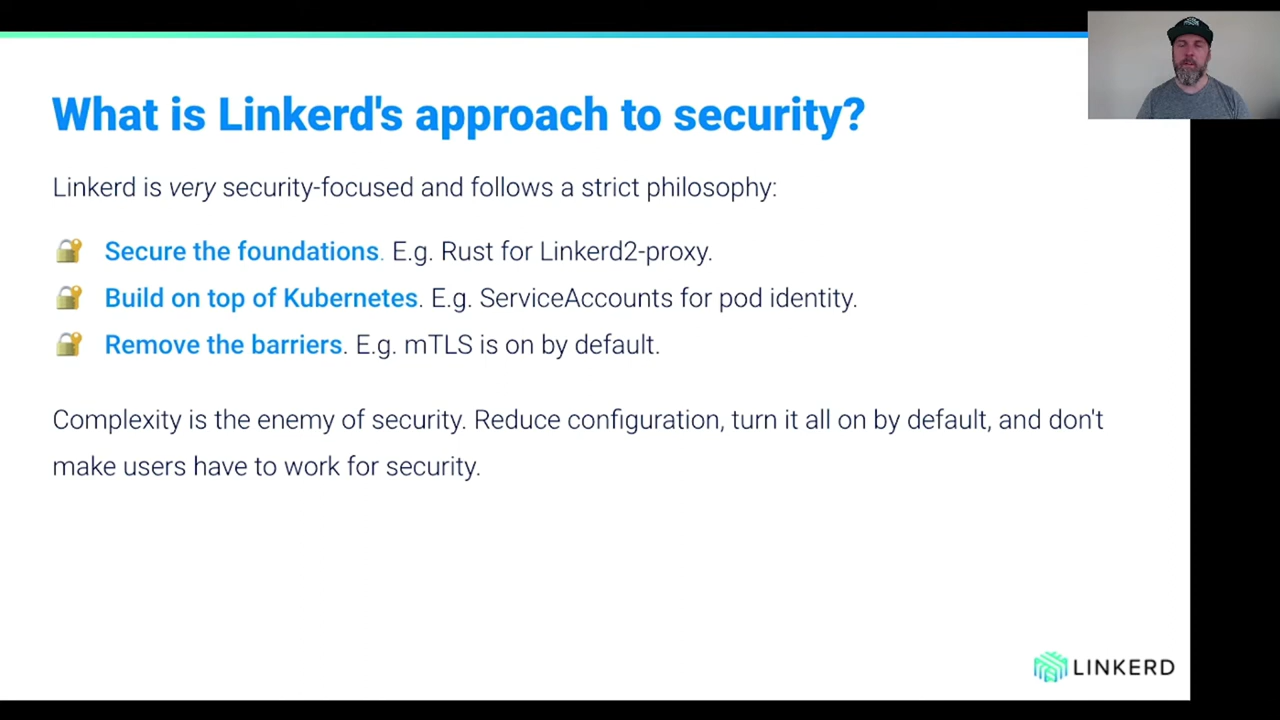 What is Linkerd's approach to security?
Linkerd is very security-focused and follows a strict philosophy:
Secure the foundations. E.g. Rust for Linkerd2-proxy.
Build on top of Kubernetes. E.g. ServiceAccounts for pod identity.
Remove the barriers. E.g. mTLS is on by default.
Complexity is the enemy of security. Reduce configuration, turn it all on by default, and don't
make users have to work for security.
LINKERD